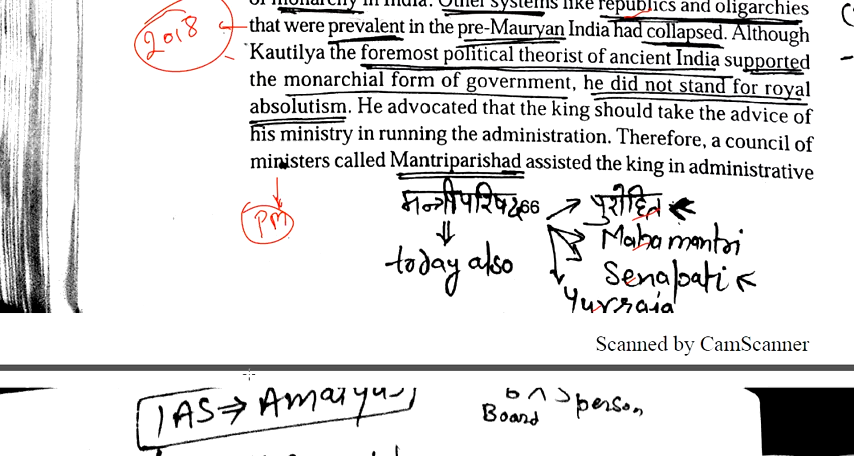 of monarchy in India. Other systems like republics and oligarchies
that were prevalent in the pre-Mauryan India had collapsed. Although
Kautilya the foremost political theorist of ancient India supported
the monarchial form of government, he did not stand for royal
absolutism. He advocated that the king should take the advice of
his ministry in running the administration. Therefore, a council of
ministers called Mantriparishad assisted the king in administrative
2018
PM
मन्त्रीपरिषद 66
today also
पुरोहित
Mahamantri
Senapati
Yuvraja
Scanned by CamScanner
IAS ⇒ Amatyas
person
Board